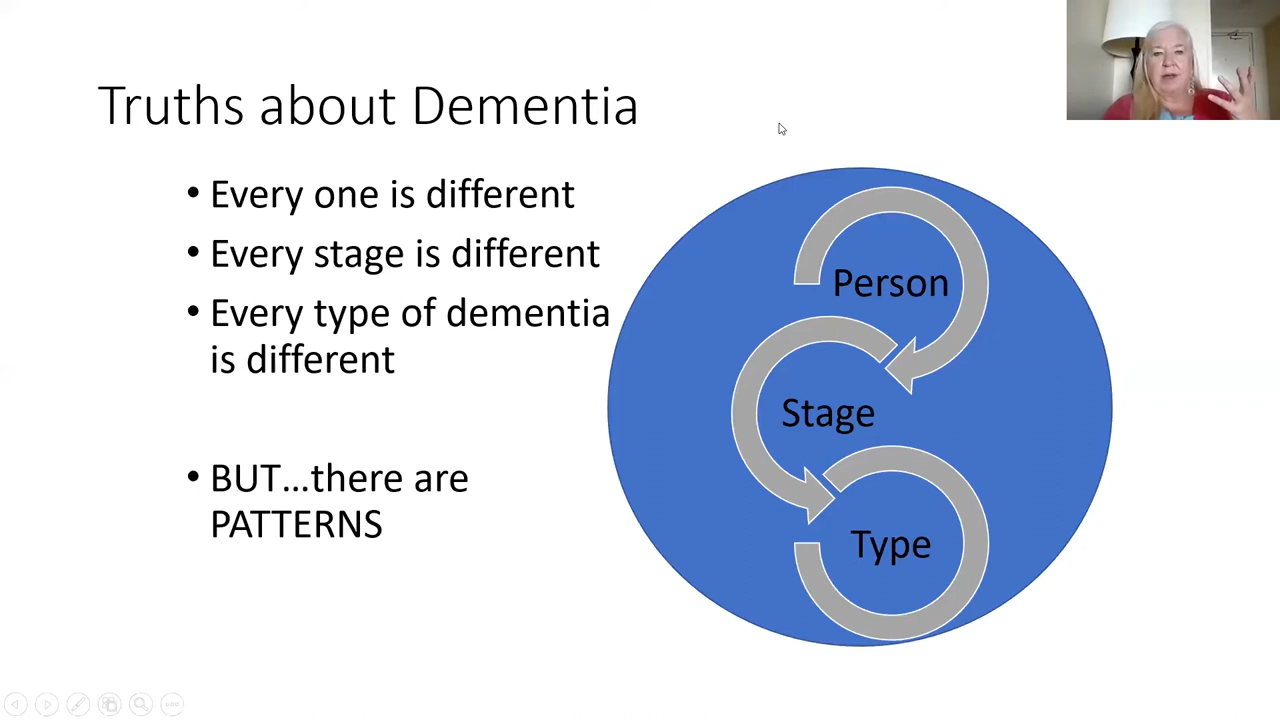 Truths about Dementia
• Every one is different
• Every stage is different
• Every type of dementia
is different
• BUT...there are
PATTERNS
Person
Stage
Type